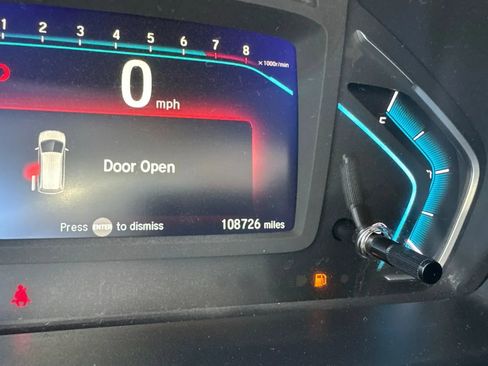 1 2 3 4 5 6 7 8
×1000r/min
0
mph
Door Open
Press ENTER to dismiss
108726 miles